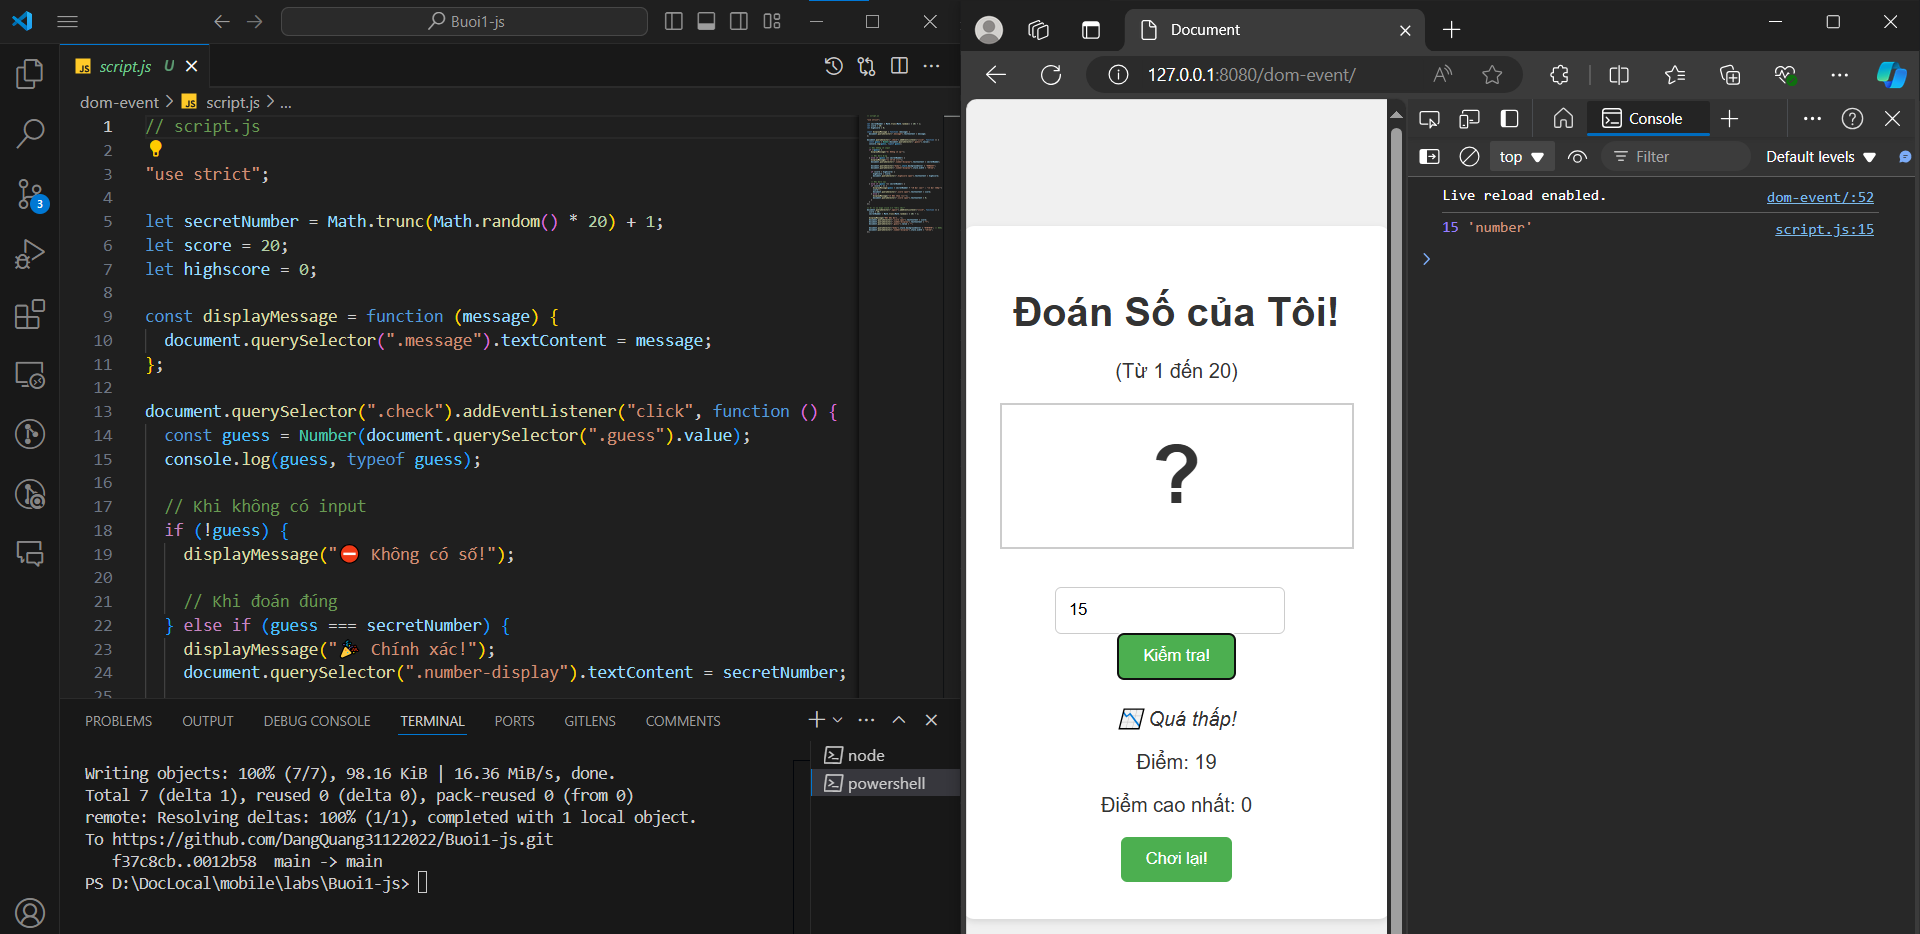 Buoi1-js
JS script.js U
dom-event > JS script.js > ...
1 // script.js
2
3 "use strict";
4
5 let secretNumber = Math.trunc(Math.random() * 20) + 1;
6 let score = 20;
7 let highscore = 0;
8
9 const displayMessage = function (message) {
10 document.querySelector(".message").textContent = message;
11 };
12
13 document.querySelector(".check").addEventListener("click", function () {
14 const guess = Number(document.querySelector(".guess").value);
15 console.log(guess, typeof guess);
16
17 // Khi không có input
18 if (!guess) {
19 displayMessage("⛔ Không có số!");
20
21 // Khi đoán đúng
22 } else if (guess === secretNumber) {
23 displayMessage("🎉 Chính xác!");
24 document.querySelector(".number-display").textContent = secretNumber;
25
3
PROBLEMS OUTPUT DEBUG CONSOLE TERMINAL PORTS GITLENS COMMENTS
Writing objects: 100% (7/7), 98.16 KiB | 16.36 MiB/s, done.
Total 7 (delta 1), reused 0 (delta 0), pack-reused 0 (from 0)
remote: Resolving deltas: 100% (1/1), completed with 1 local object.
To https://github.com/DangQuang31122022/Buoi1-js.git
f37c8cb..0012b58 main -> main
PS D:\DocLocal\mobile\labs\Buoi1-js>
node
powershell
Document
127.0.0.1:8080/dom-event/
Đoán Số của Tôi!
(Từ 1 đến 20)
?
15
Kiểm tra!
📉 Quá thấp!
Điểm: 19
Điểm cao nhất: 0
Chơi lại!
Console
top Filter Default levels
Live reload enabled. dom-event/:52
15 'number' script.js:15